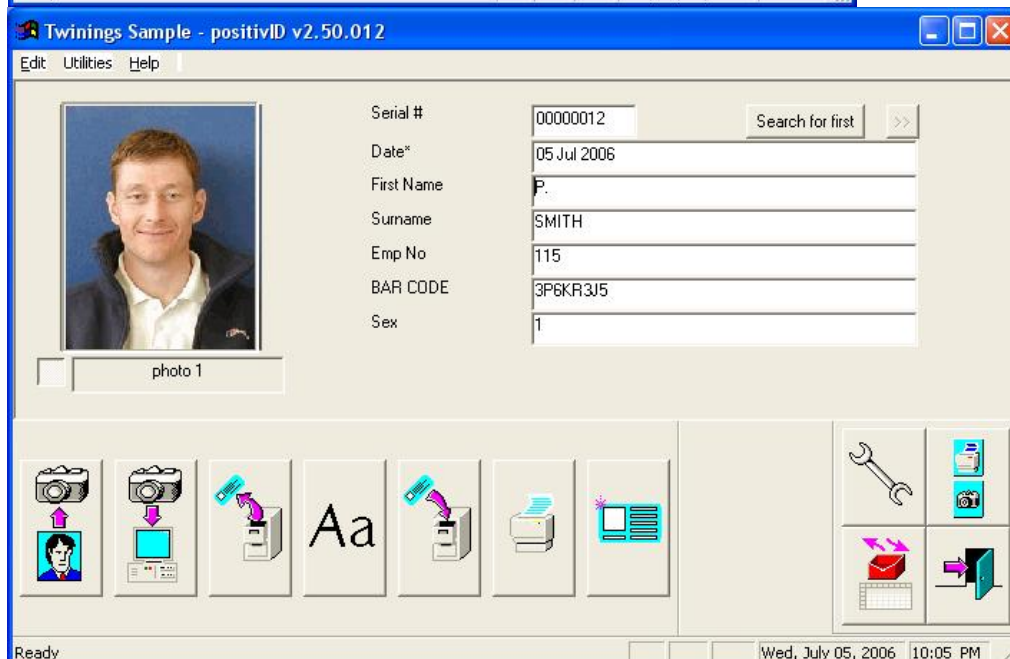 Twinings Sample - positivID v2.50.012
Edit Utilities Help
Serial # 00000012 Search for first >>
Date* 05 Jul 2006
First Name P.
Surname SMITH
Emp No 115
BAR CODE 3P6KR3J5
Sex 1
photo 1
Aa
Ready Wed, July 05, 2006 10:05 PM